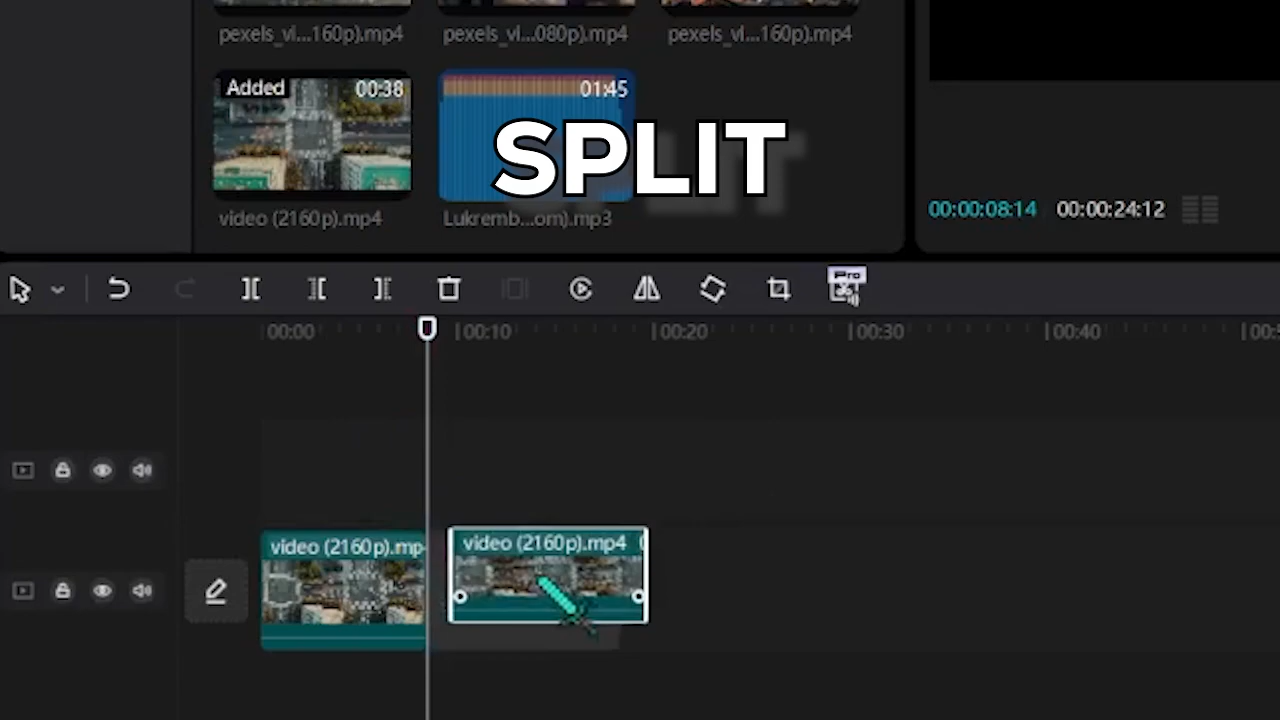 pexels_vi...160p).mp4
pexels_vi...080p).mp4
pexels_vi...160p).mp4
Added
00:38
01:45
SPLIT
video (2160p).mp4
Lukremb...om).mp3
00:00:08:14
00:00:24:12
Pro
00:00
00:10
00:20
00:30
00:40
video (2160p).mp
video (2160p).mp4